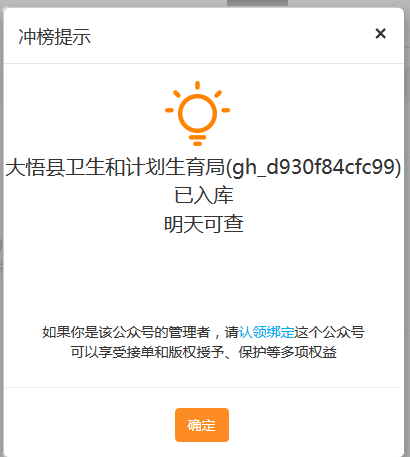 冲榜提示
×
大悟县卫生和计划生育局(gh_d930f84cfc99)
已入库
明天可查
如果你是该公众号的管理者，请认领绑定这个公众号
可以享受接单和版权授予、保护等多项权益
确定